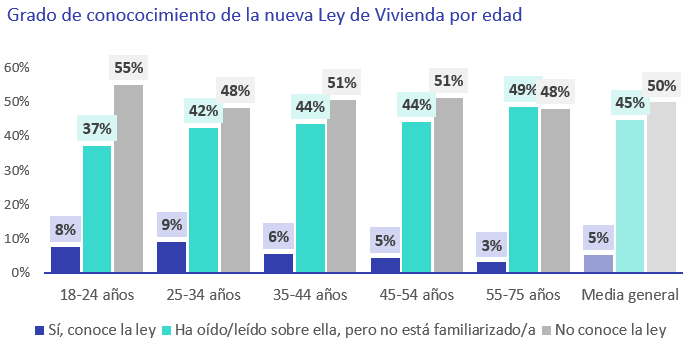 Grado de conococimiento de la nueva Ley de Vivienda por edad
60%
50%
40%
30%
20%
10%
0%
8% 37% 55%
9% 42% 48%
6% 44% 51%
5% 44% 51%
3% 49% 48%
5% 45% 50%
18-24 años 25-34 años 35-44 años 45-54 años 55-75 años Media general
Sí, conoce la ley Ha oído/leído sobre ella, pero no está familiarizado/a No conoce la ley